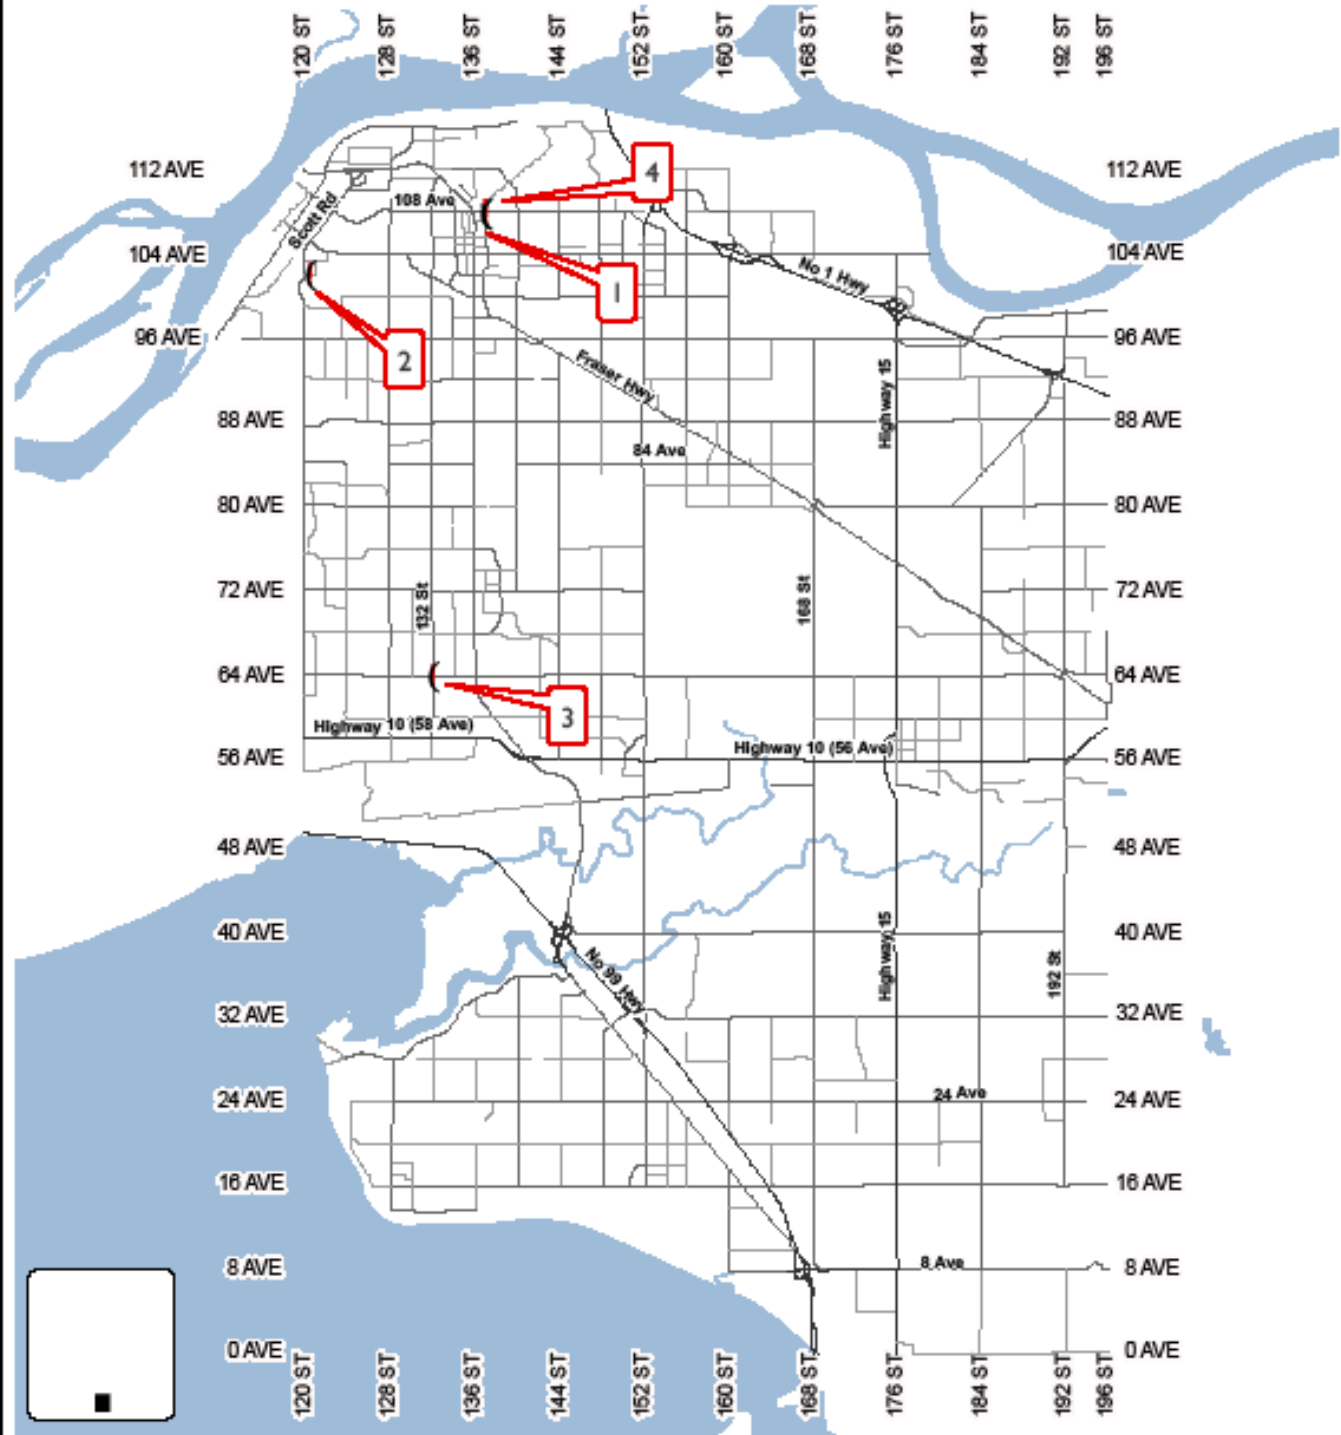 120 ST
128 ST
136 ST
144 ST
152 ST
160 ST
168 ST
176 ST
184 ST
192 ST
196 ST
112 AVE
4
112 AVE
108 Ave
Scott Rd
104 AVE
104 AVE
No 1 Hwy
1
96 AVE
2
96 AVE
Fraser Hwy
Highway 15
88 AVE
88 AVE
84 Ave
80 AVE
80 AVE
72 AVE
132 St
168 St
72 AVE
64 AVE
64 AVE
3
Highway 10 (58 Ave)
56 AVE
Highway 10 (56 Ave)
56 AVE
48 AVE
48 AVE
40 AVE
40 AVE
No 99 Hwy
Highway 15
192 St
32 AVE
32 AVE
24 AVE
24 Ave
24 AVE
16 AVE
16 AVE
8 AVE
8 Ave
8 AVE
0 AVE
0 AVE
120 ST
128 ST
136 ST
144 ST
152 ST
160 ST
168 ST
176 ST
184 ST
192 ST
196 ST